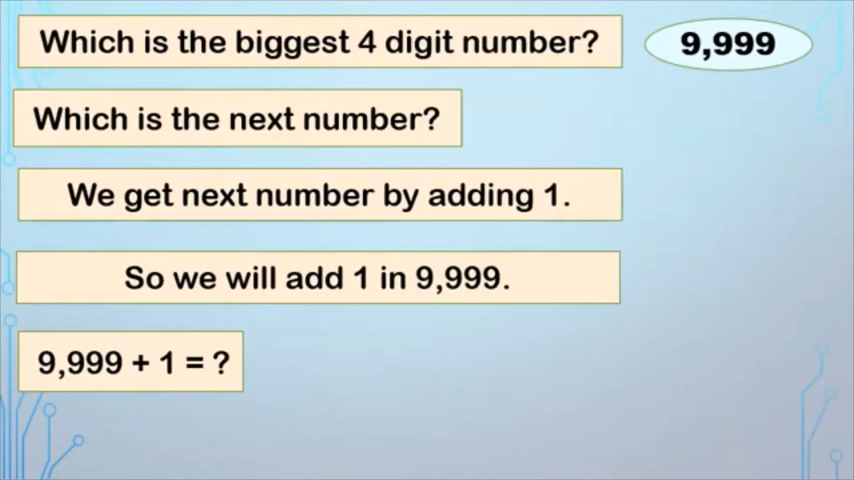 Which is the biggest 4 digit number?
9,999
Which is the next number?
We get next number by adding 1.
So we will add 1 in 9,999.
9,999 + 1 = ?